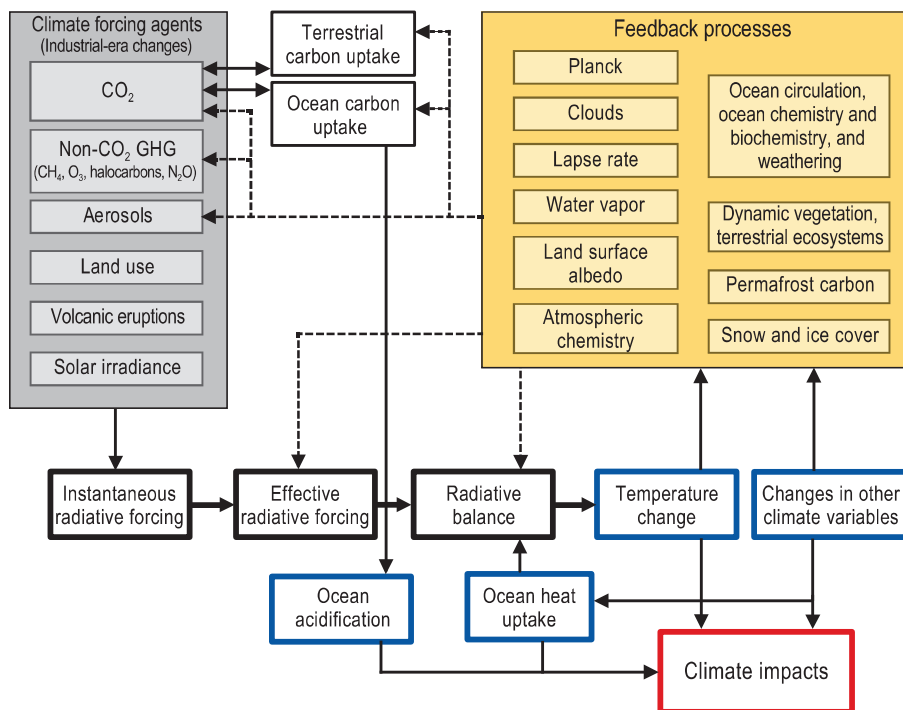 Climate forcing agents
(Industrial-era changes)
CO₂
Non-CO₂ GHG
(CH₄, O₃, halocarbons, N₂O)
Aerosols
Land use
Volcanic eruptions
Solar irradiance
Terrestrial
carbon uptake
Ocean carbon
uptake
Feedback processes
Planck
Clouds
Lapse rate
Water vapor
Land surface
albedo
Atmospheric
chemistry
Ocean circulation,
ocean chemistry and
biochemistry, and
weathering
Dynamic vegetation,
terrestrial ecosystems
Permafrost carbon
Snow and ice cover
Instantaneous
radiative forcing
Effective
radiative forcing
Radiative
balance
Temperature
change
Changes in other
climate variables
Ocean
acidification
Ocean heat
uptake
Climate impacts